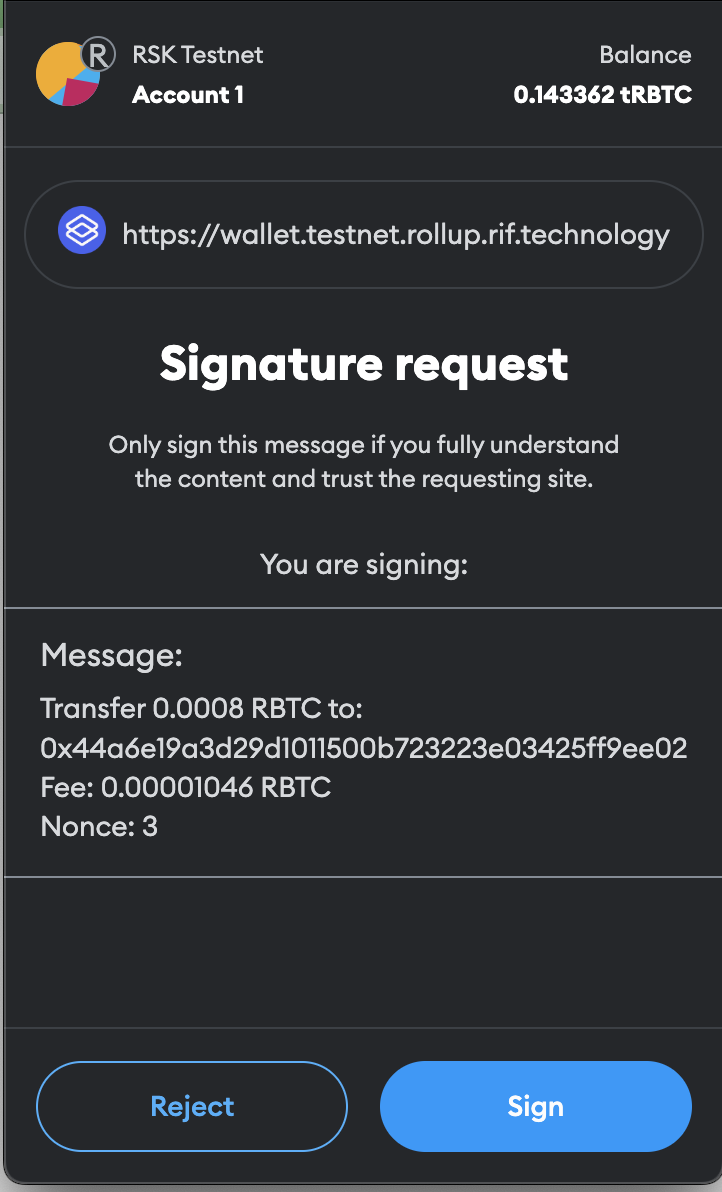 R
RSK Testnet
Balance
Account 1
0.143362 tRBTC
https://wallet.testnet.rollup.rif.technology
Signature request
Only sign this message if you fully understand
the content and trust the requesting site.
You are signing:
Message:
Transfer 0.0008 RBTC to:
0x44a6e19a3d29d1011500b723223e03425ff9ee02
Fee: 0.00001046 RBTC
Nonce: 3
Reject
Sign